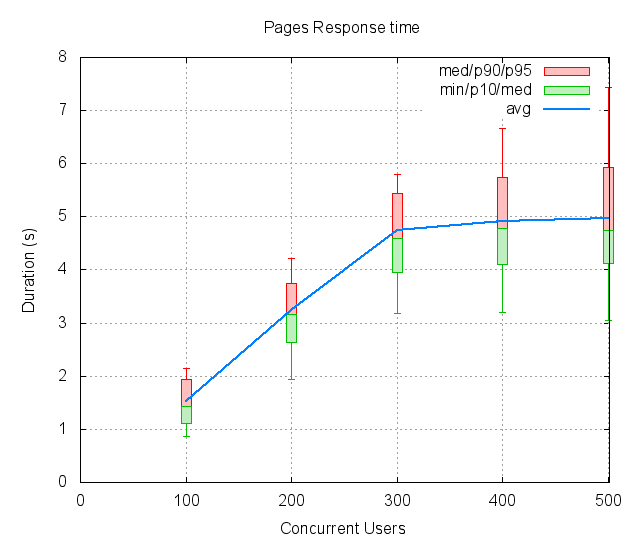 Pages Response time
med/p90/p95
min/p10/med
avg
8
7
6
5
4
3
2
1
0
Duration (s)
0 100 200 300 400 500
Concurrent Users